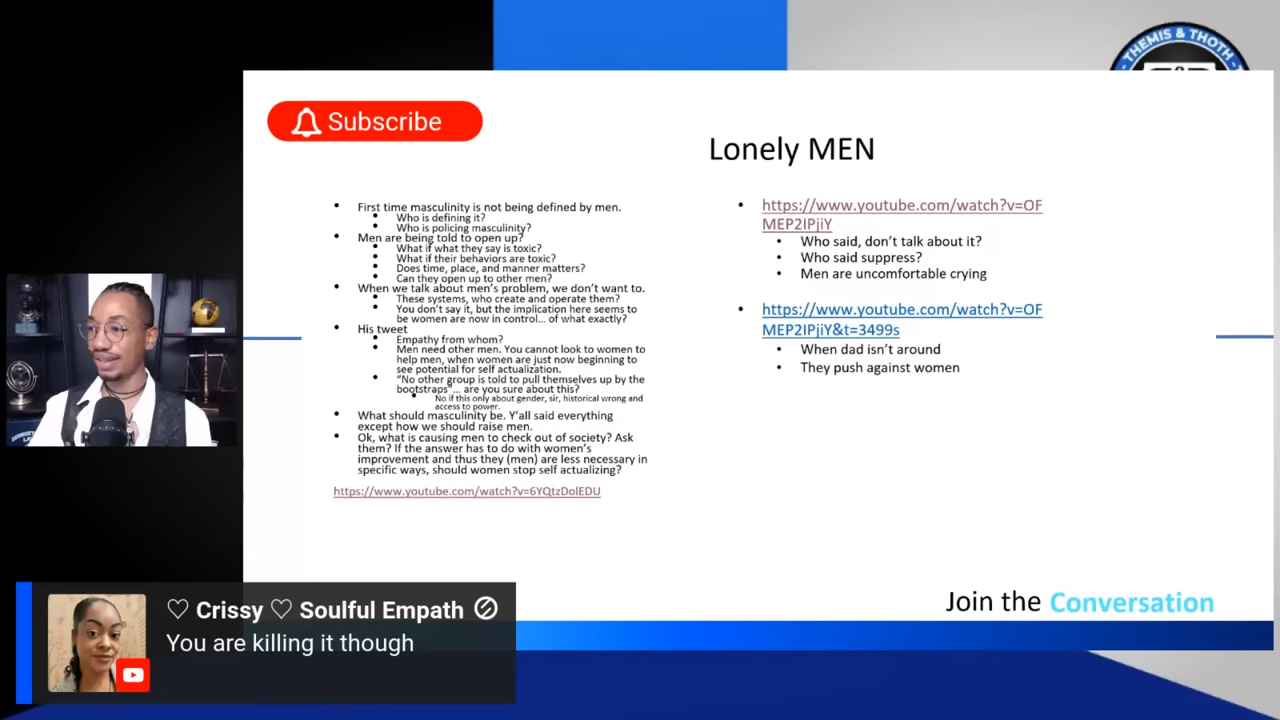 THEMIS & THOTH
Subscribe
Lonely MEN
• First time masculinity is not being defined by men.
• Who is defining it?
• Who is policing masculinity?
• Men are being told to open up?
• What if what they say is toxic?
• What if their behaviors are toxic?
• Does time, place, and manner matters?
• Can they open up to other men?
• When we talk about men's problem, we don't want to.
• These systems, who create and operate them?
• You don't say it, but the implication here seems to
be women are now in control... of what exactly?
• His tweet
• Empathy from whom?
• Men need other men. You cannot look to women to
help men, when women are just now beginning to
see potential for self actualization.
• "No other group is told to pull themselves up by the
bootstraps"... are you sure about this?
• No if this only about gender, sir, historical wrong and
access to power.
• What should masculinity be. Y'all said everything
except how we should raise men.
• Ok, what is causing men to check out of society? Ask
them? If the answer has to do with women's
improvement and thus they (men) are less necessary in
specific ways, should women stop self actualizing?
https://www.youtube.com/watch?v=6YQtzDolEDU
• https://www.youtube.com/watch?v=OF
MEP2IPjiY
• Who said, don't talk about it?
• Who said suppress?
• Men are uncomfortable crying
• https://www.youtube.com/watch?v=OF
MEP2IPjiY&t=3499s
• When dad isn't around
• They push against women
Join the Conversation
♡ Crissy ♡ Soulful Empath
You are killing it though